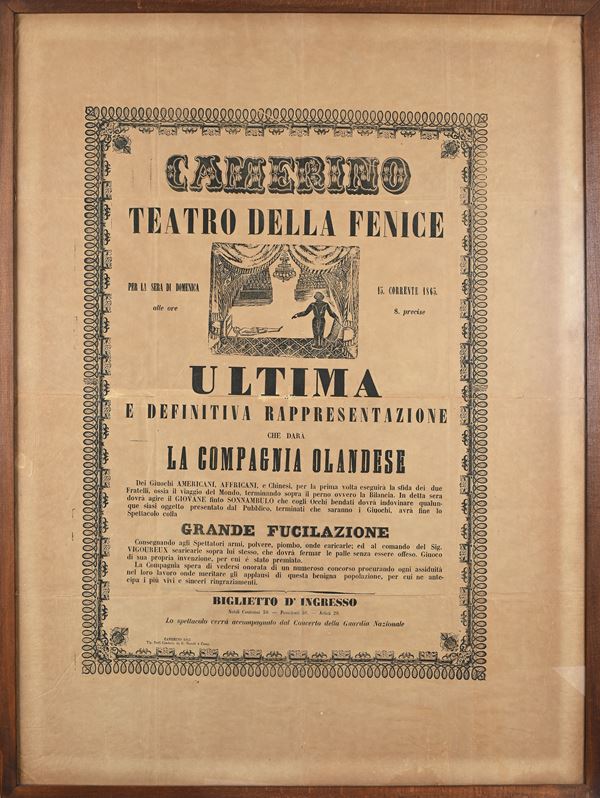 CAMERINO
TEATRO DELLA FENICE
PER LA SERA DI DOMENICA
alle ore
15. CORRENTE 1865.
8. precise
ULTIMA
E DEFINITIVA RAPPRESENTAZIONE
CHE DARÀ
LA COMPAGNIA OLANDESE
Dei Giuochi AMERICANI, AFFRICANI, e Chinesi, per la prima volta eseguirà la sfida dei due
Fratelli, ossia il viaggio del Mondo, terminando sopra il perno ovvero la Bilancia. In detta sera
dovrà agire il GIOVANE finto SONNAMBULO che cogli Occhi bendati dovrà indovinare qualun-
que siasi oggetto presentato dal Pubblico, terminati che saranno i Giuochi, avrà fine lo
Spettacolo colla
GRANDE FUCILAZIONE
Consegnando agli Spettatori armi, polvere, piombo, onde caricarle; ed al comando del Sig.
VIGOUREUX scaricarle sopra lui stesso, che dovrà fermar le palle senza essere offeso. Giuoco
di sua propria invenzione, per cui è stato premiato.
La Compagnia spera di vedersi onorata di un numeroso concorso procurando ogni assiduità
nel loro lavoro onde meritare gli applausi di questa benigna popolazione, per cui ne ante-
cipa i più vivi e sinceri ringraziamenti.
BIGLIETTO D' INGRESSO
Nobili Centesimi 50. —
Lo spettacolo verrà accompagnato dal Concerto della Guardia Nazionale
CAMERINO